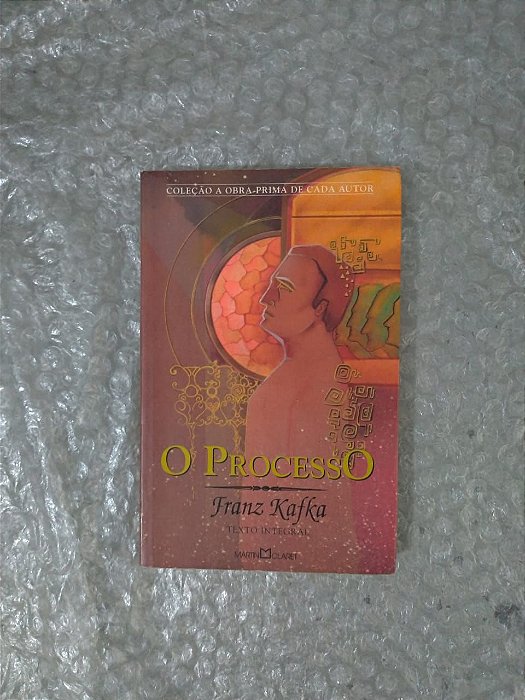 COLEÇÃO A OBRA-PRIMA DE CADA AUTOR
O PROCESSO
Franz Kafka
TEXTO INTEGRAL
MARTIN CLARET